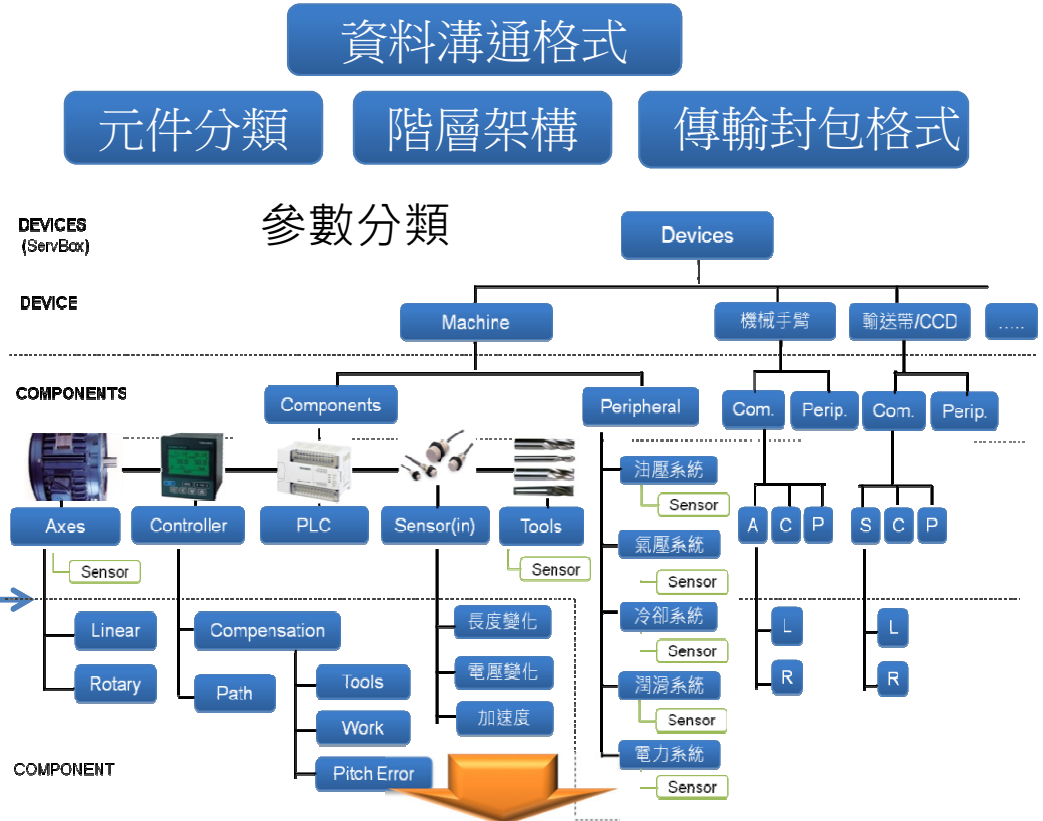 資料溝通格式
元件分類
階層架構
傳輸封包格式
DEVICES
(ServBox)
參數分類
Devices
DEVICE
Machine
機械手臂
輸送帶/CCD
.....
COMPONENTS
Components
Peripheral
Com.
Perip.
Com.
Perip.
油壓系統
Sensor
Axes
Controller
PLC
Sensor(in)
Tools
A
C
P
S
C
P
氣壓系統
Sensor
Sensor
Sensor
冷卻系統
Sensor
Linear
Compensation
長度變化
L
L
Rotary
Path
Tools
電壓變化
潤滑系統
Sensor
R
R
Work
加速度
電力系統
Sensor
COMPONENT
Pitch Error